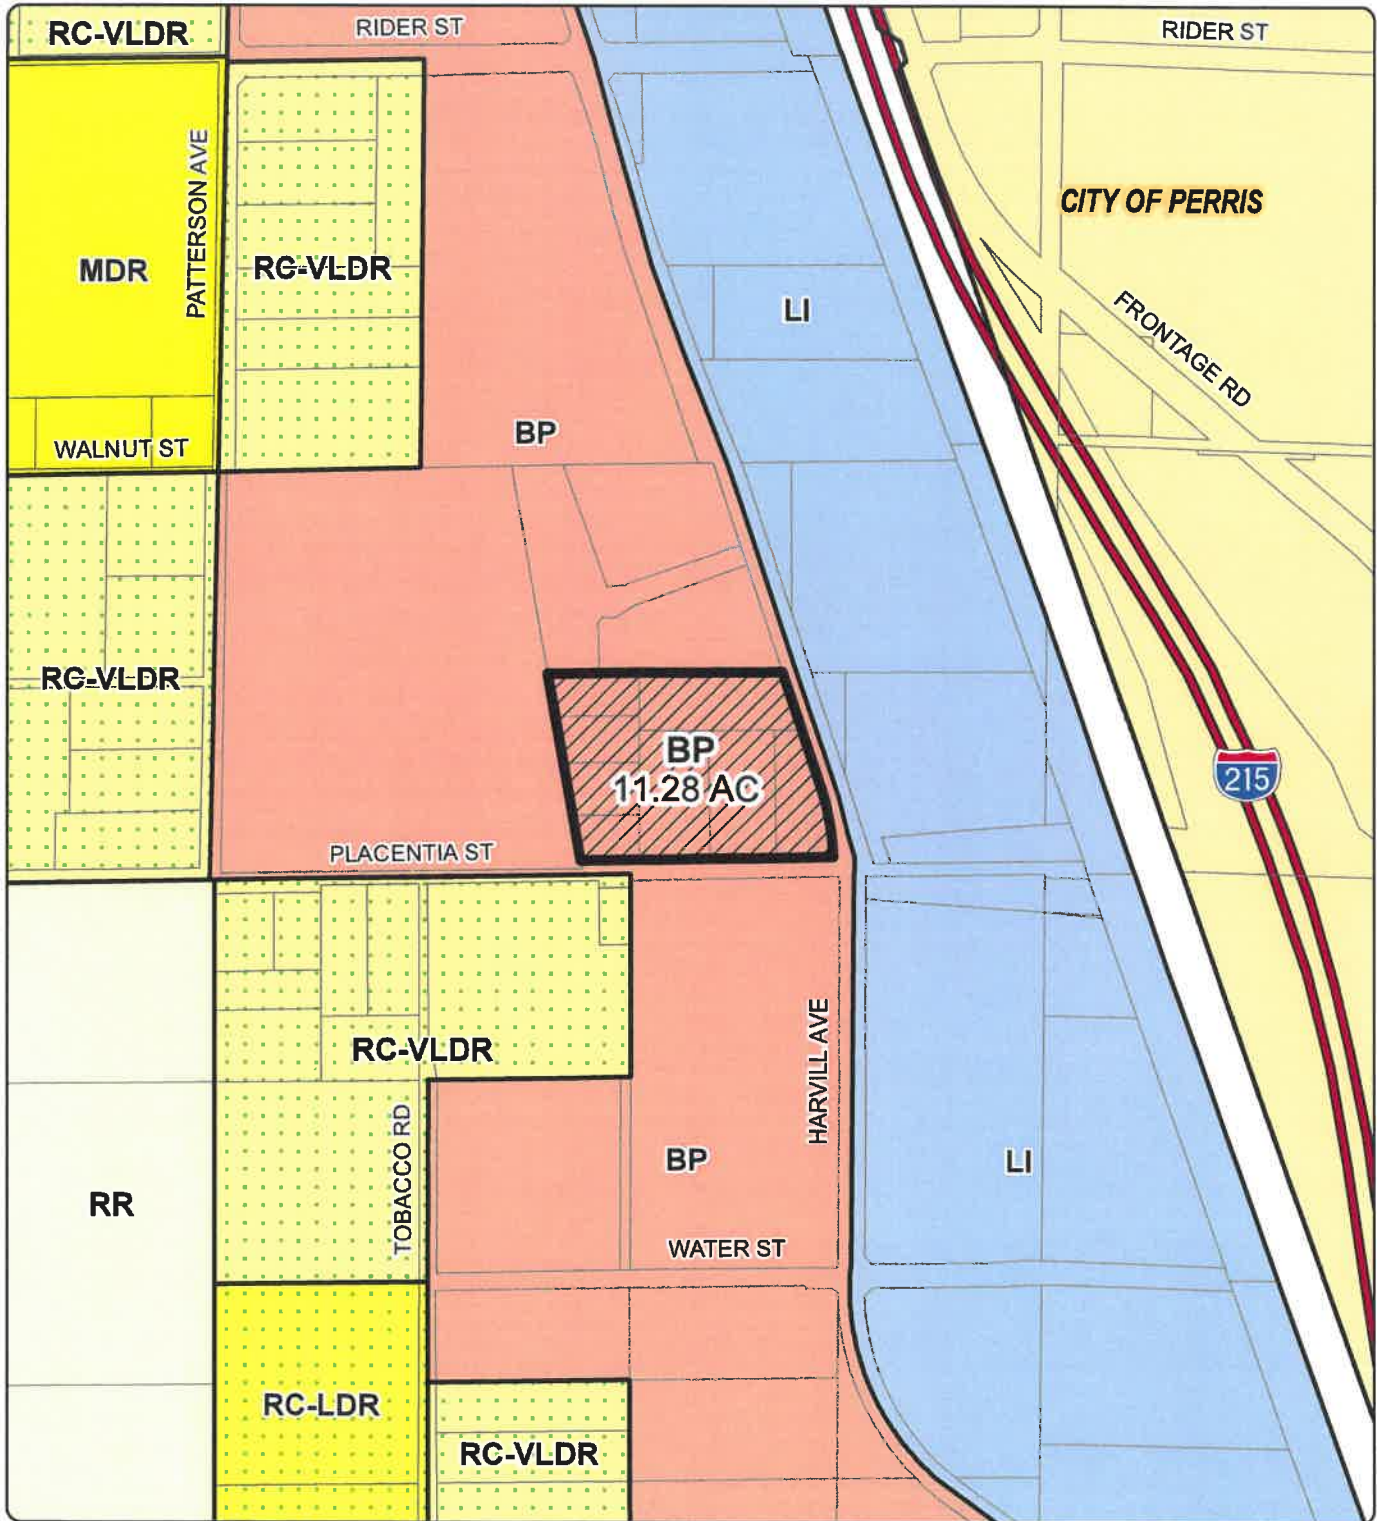 RC-VLDR
RIDER ST
RIDER ST
PATTERSON AVE
CITY OF PERRIS
MDR
RC-VLDR
LI
FRONTAGE RD
BP
WALNUT ST
RC-VLDR
BP
11.28 AC
215
PLACENTIA ST
RC-VLDR
HARVILL AVE
TOBACCO RD
BP
LI
RR
WATER ST
RC-LDR
RC-VLDR